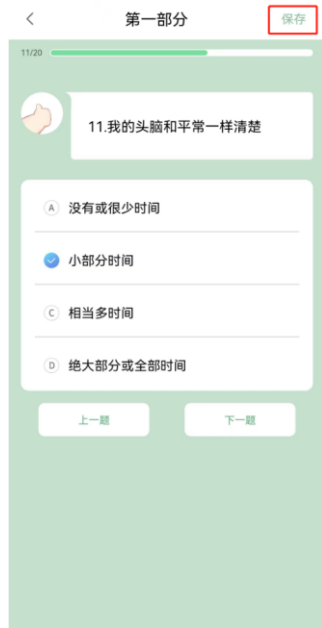 第一部分
保存
11/20
11.我的头脑和平常一样清楚
A 没有或很少时间
小部分时间
C 相当多时间
D 绝大部分或全部时间
上一题
下一题